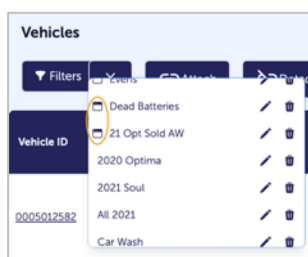 Vehicles
Filters
Evens
Dead Batteries
21 Opt Sold AW
Vehicle ID
2020 Optima
2021 Soul
0005012582
All 2021
Car Wash